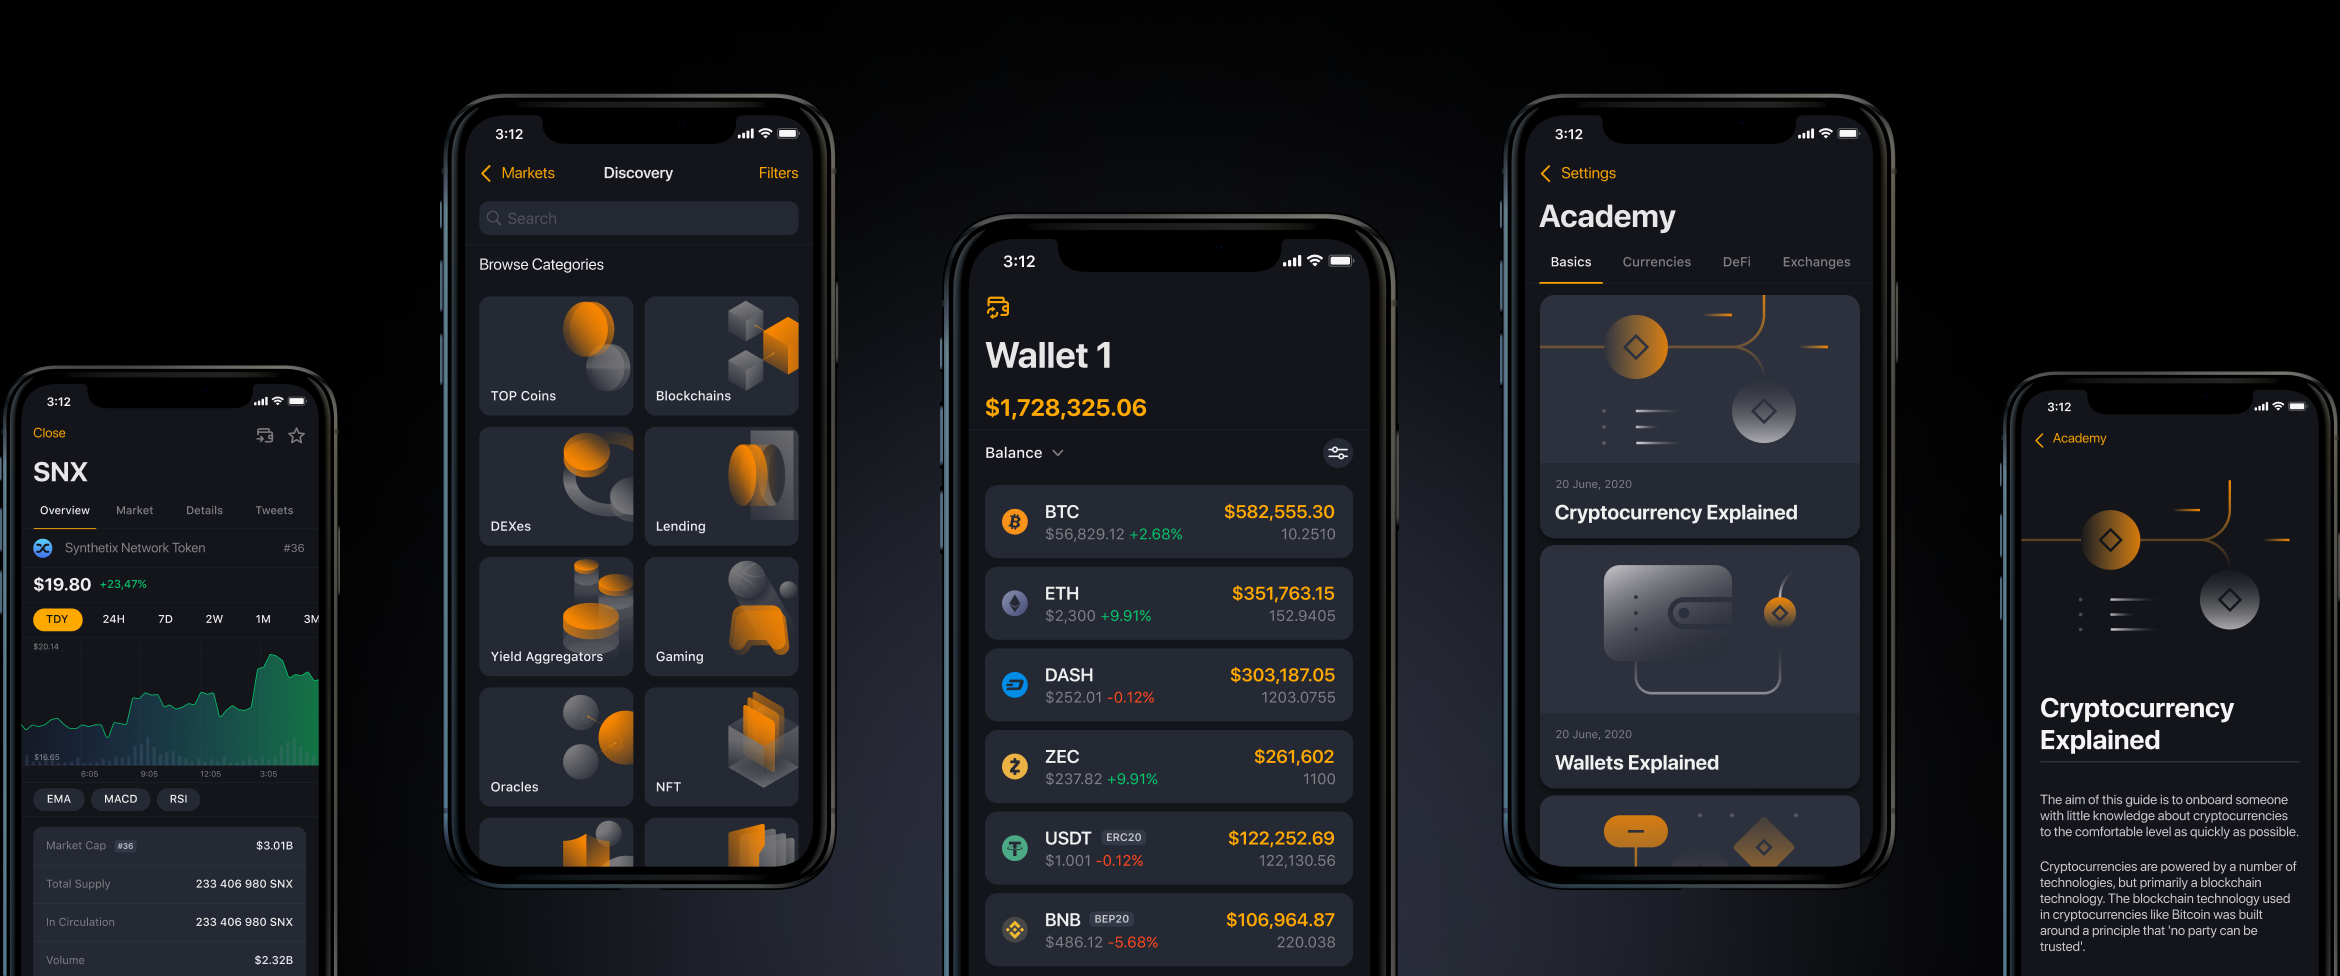 3:12
Close
SNX
Overview Market Details Tweets
Synthetix Network Token #36
$19.80 +23,47%
TDY 24H 7D 2W 1M 3M
$20.14
$16.65
6:05 9:05 12:05 3:05
EMA MACD RSI
Market Cap #36 $3.01B
Total Supply 233 406 980 SNX
In Circulation 233 406 980 SNX
Volume $2.32B
3:12
Markets Discovery Filters
Search
Browse Categories
TOP Coins Blockchains
DEXes Lending
Yield Aggregators Gaming
Oracles NFT
3:12
Wallet 1
$1,728,325.06
Balance
BTC $582,555.30
$56,829.12 +2.68% 10.2510
ETH $351,763.15
$2,300 +9.91% 152.9405
DASH $303,187.05
$252.01 -0.12% 1203.0755
ZEC $261,602
$237.82 +9.91% 1100
USDT ERC20 $122,252.69
$1.001 -0.12% 122,130.56
BNB BEP20 $106,964.87
$486.12 -5.68% 220.038
3:12
Settings
Academy
Basics Currencies DeFi Exchanges
20 June, 2020
Cryptocurrency Explained
20 June, 2020
Wallets Explained
3:12
Academy
Cryptocurrency
Explained
The aim of this guide is to onboard someone
with little knowledge about cryptocurrencies
to the comfortable level as quickly as possible.
Cryptocurrencies are powered by a number of
technologies, but primarily a blockchain
technology. The blockchain technology used
in cryptocurrencies like Bitcoin was built
around a principle that 'no party can be
trusted'.